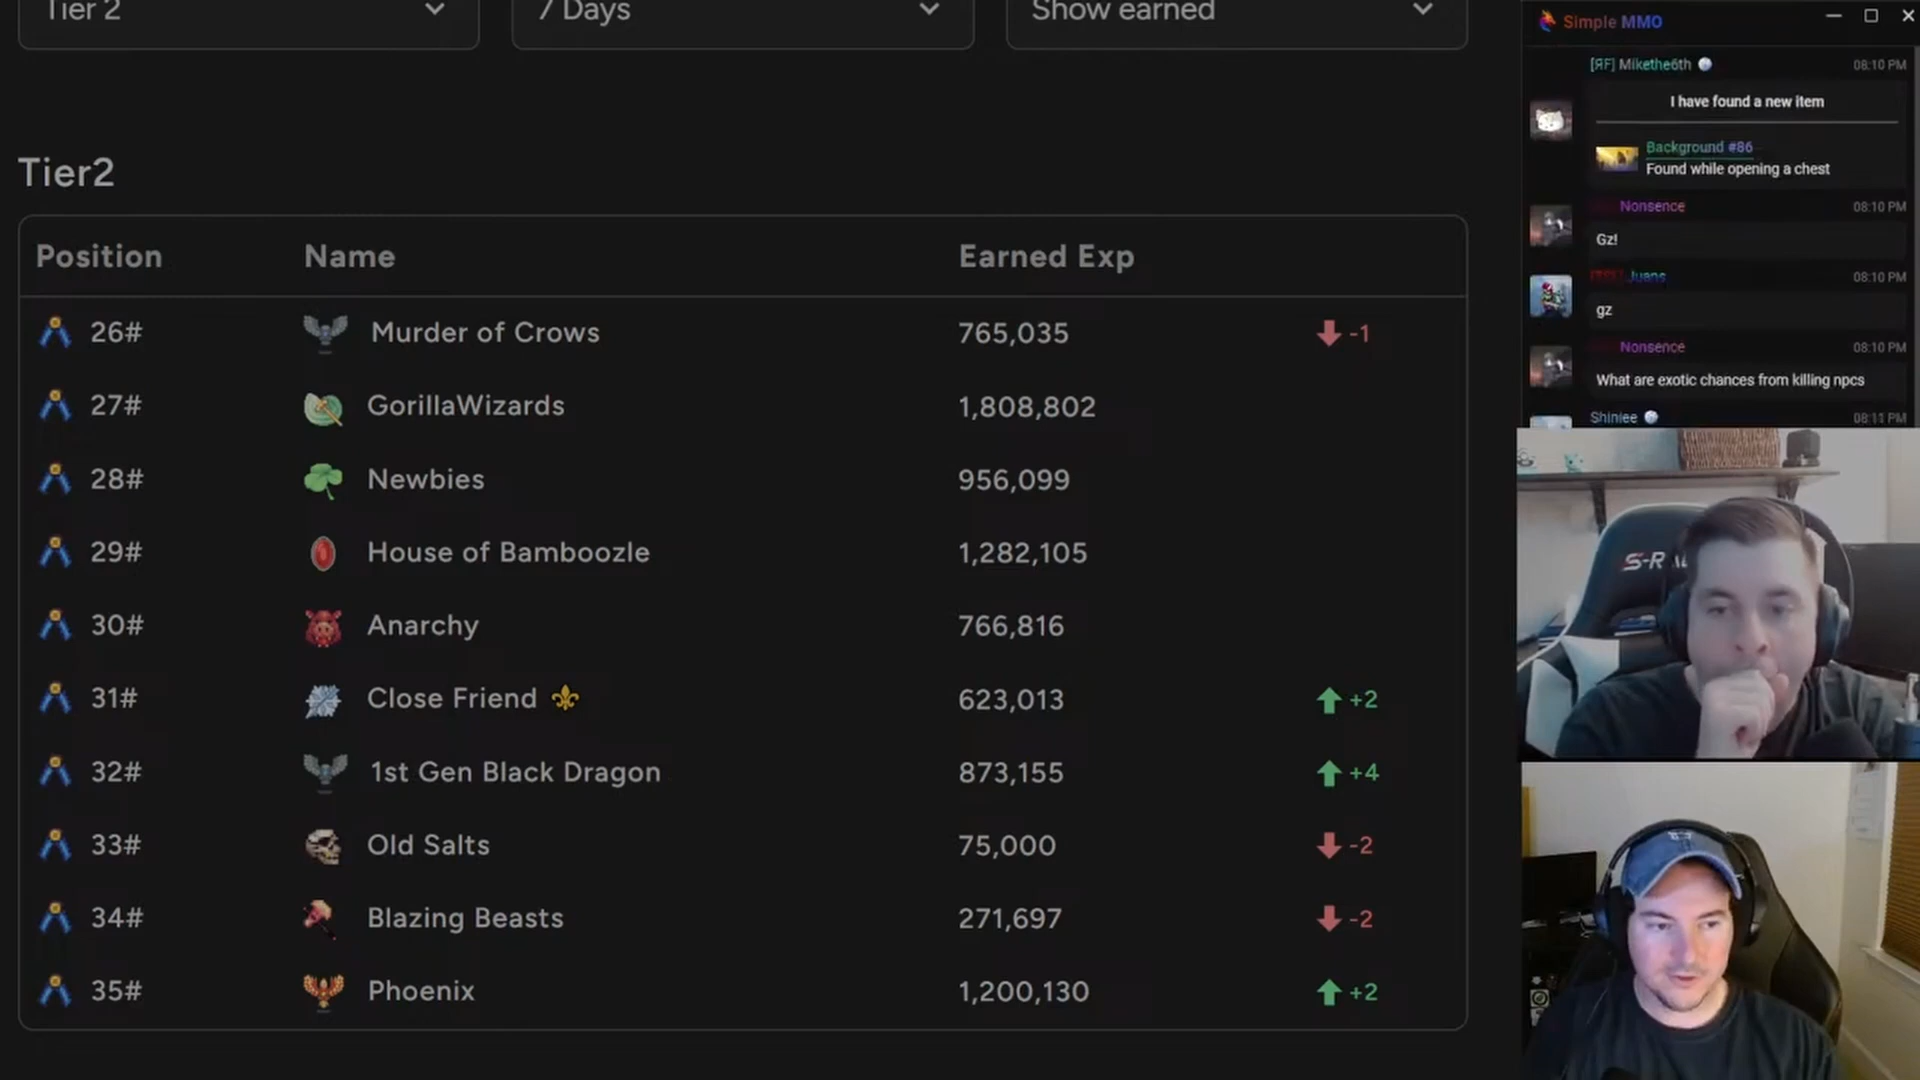 Tier 2
7 Days
Show earned
Tier2
Position Name Earned Exp
26# Murder of Crows 765,035 -1
27# GorillaWizards 1,808,802
28# Newbies 956,099
29# House of Bamboozle 1,282,105
30# Anarchy 766,816
31# Close Friend 623,013 +2
32# 1st Gen Black Dragon 873,155 +4
33# Old Salts 75,000 -2
34# Blazing Beasts 271,697 -2
35# Phoenix 1,200,130 +2
Simple MMO
[ЯF] Mikethe6th 08:10 PM
I have found a new item
Background #86
Found while opening a chest
Nonsence 08:10 PM
Gz!
Juans 08:10 PM
gz
Nonsence 08:10 PM
What are exotic chances from killing npcs
Shiniee 08:11 PM